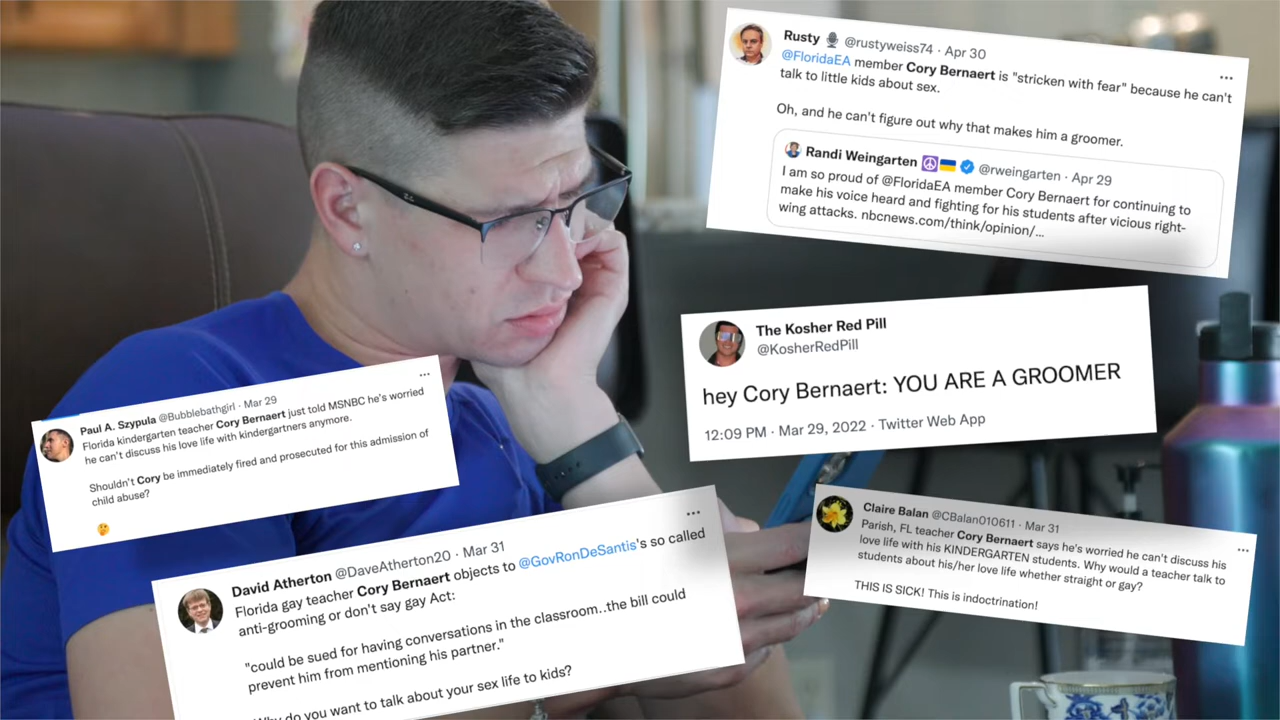 Rusty @rustyweiss74 · Apr 30
@FloridaEA member Cory Bernaert is "stricken with fear" because he can't
talk to little kids about sex.
Oh, and he can't figure out why that makes him a groomer.
Randi Weingarten @rweingarten · Apr 29
I am so proud of @FloridaEA member Cory Bernaert for continuing to
make his voice heard and fighting for his students after vicious right-
wing attacks. nbcnews.com/think/opinion/...
The Kosher Red Pill
@KosherRedPill
hey Cory Bernaert: YOU ARE A GROOMER
12:09 PM · Mar 29, 2022 · Twitter Web App
Paul A. Szypula @Bubblebathgirl · Mar 29
Florida kindergarten teacher Cory Bernaert just told MSNBC he's worried
he can't discuss his love life with kindergartners anymore.
Shouldn't Cory be immediately fired and prosecuted for this admission of
child abuse?
David Atherton @DaveAtherton20 · Mar 31
Florida gay teacher Cory Bernaert objects to @GovRonDeSantis's so called
anti-grooming or don't say gay Act:
"could be sued for having conversations in the classroom..the bill could
prevent him from mentioning his partner."
Why do you want to talk about your sex life to kids?
Claire Balan @CBalan010611 · Mar 31
Parish, FL teacher Cory Bernaert says he's worried he can't discuss his
love life with his KINDERGARTEN students. Why would a teacher talk to
students about his/her love life whether straight or gay?
THIS IS SICK! This is indoctrination!